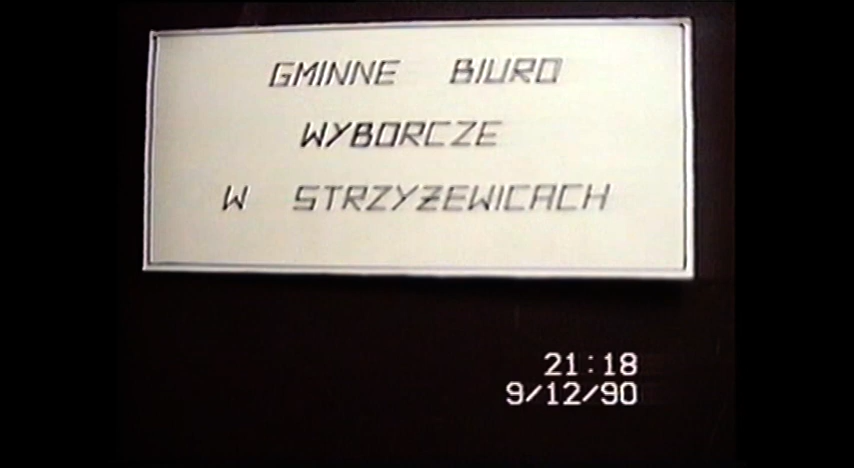 GMINNE BIURO
WYBORCZE
W STRZYŻEWICACH
21:18
9/12/90